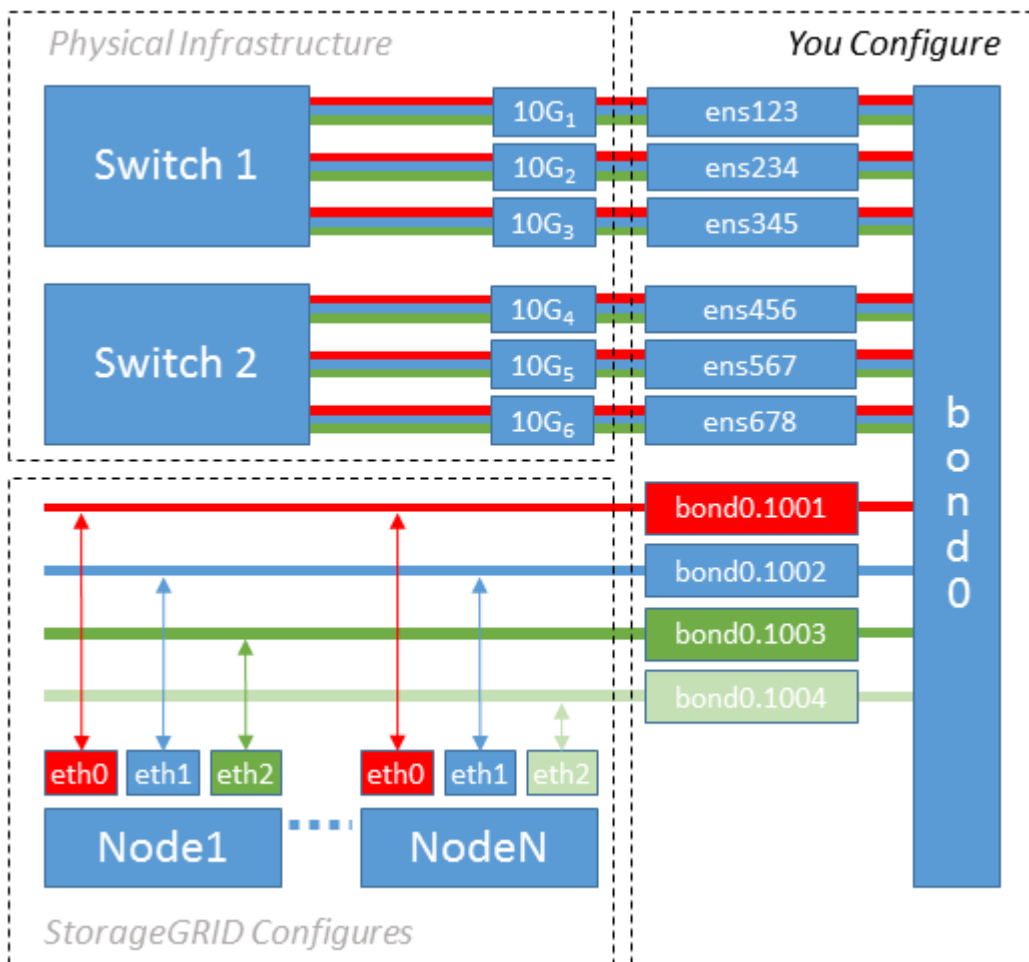 Physical Infrastructure
You Configure
Switch 1
10G1
ens123
10G2
ens234
10G3
ens345
Switch 2
10G4
ens456
10G5
ens567
10G6
ens678
bond0
bond0.1001
bond0.1002
bond0.1003
bond0.1004
eth0 eth1 eth2 eth0 eth1 eth2
Node1 NodeN
StorageGRID Configures